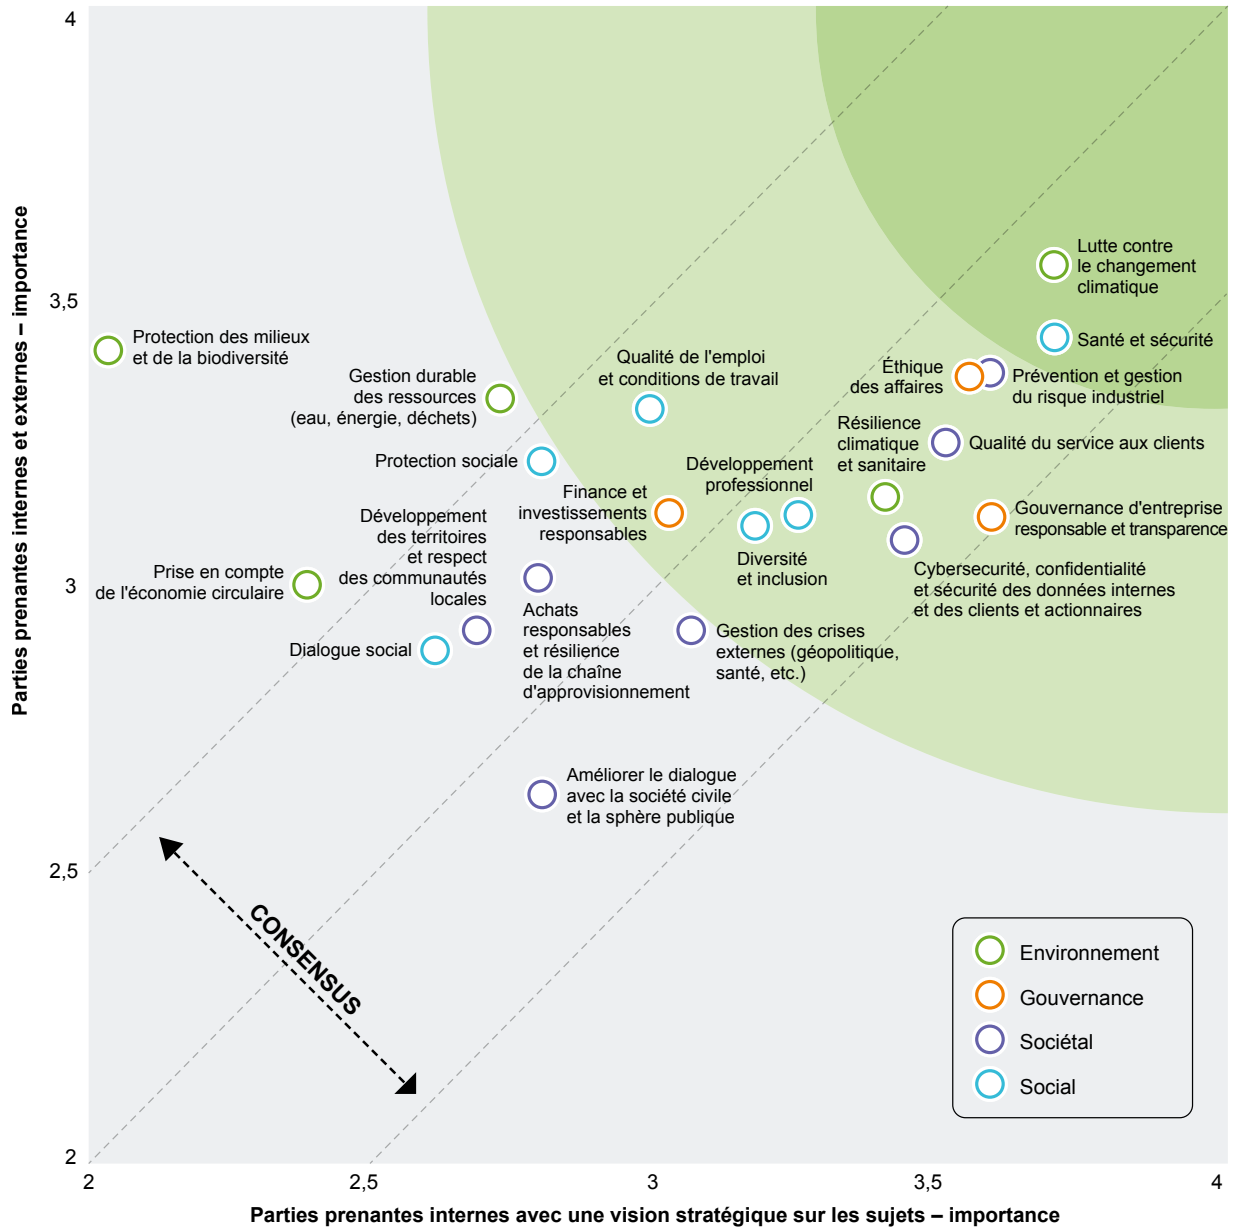 4
3,5
3
2,5
2
Parties prenantes internes et externes – importance
Lutte contre
le changement
climatique
Santé et sécurité
Protection des milieux
et de la biodiversité
Gestion durable
des ressources
(eau, énergie, déchets)
Qualité de l'emploi
et conditions de travail
Éthique
des affaires
Prévention et gestion
du risque industriel
Résilience
climatique
et sanitaire
Qualité du service aux clients
Protection sociale
Développement
professionnel
Finance et
investissements
responsables
Gouvernance d'entreprise
responsable et transparence
Développement
des territoires
et respect
des communautés
locales
Diversité
et inclusion
Cybersecurité, confidentialité
et sécurité des données internes
et des clients et actionnaires
Prise en compte
de l'économie circulaire
Achats
responsables
et résilience
de la chaîne
d'approvisionnement
Gestion des crises
externes (géopolitique,
santé, etc.)
Dialogue social
Améliorer le dialogue
avec la société civile
et la sphère publique
CONSENSUS
Environnement
Gouvernance
Sociétal
Social
2
2,5
3
3,5
4
Parties prenantes internes avec une vision stratégique sur les sujets – importance